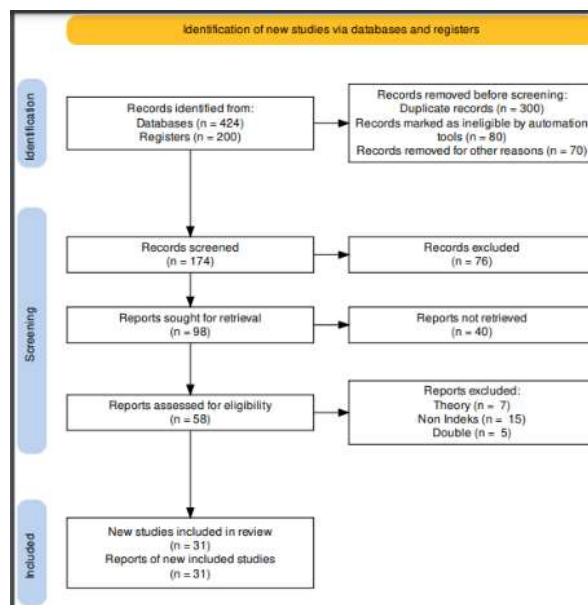 Identification of new studies via databases and registers
Identification
Records identified from:
Databases (n = 424)
Registers (n = 200)
Records removed before screening:
Duplicate records (n = 300)
Records marked as ineligible by automation
tools (n = 80)
Records removed for other reasons (n = 70)
Screening
Records screened
(n = 174)
Records excluded
(n = 76)
Reports sought for retrieval
(n = 98)
Reports not retrieved
(n = 40)
Reports assessed for eligibility
(n = 58)
Reports excluded:
Theory (n = 7)
Non Indeks (n = 15)
Double (n = 5)
Included
New studies included in review
(n = 31)
Reports of new included studies
(n = 31)